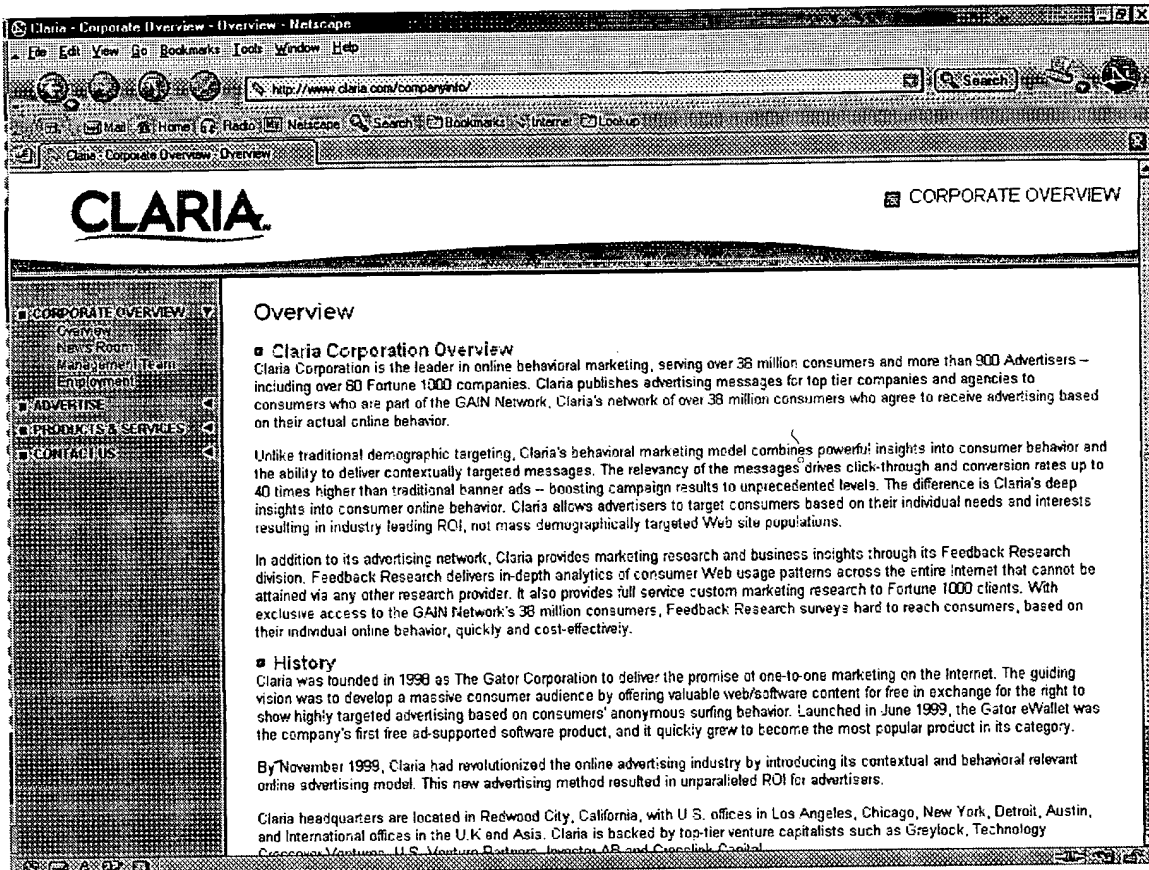 Claria - Corporate Overview - Overview - Netscape
File Edit View Go Bookmarks Tools Window Help
http://www.claria.com/companyinfo/
Search
Mail Home Radio Netscape Search Bookmarks Internet Lookup
Claria - Corporate Overview - Overview
CLARIA
CORPORATE OVERVIEW
CORPORATE OVERVIEW
Overview
News Room
Management Team
Employment
ADVERTISE
PRODUCTS & SERVICES
CONTACT US
Overview
Claria Corporation Overview
Claria Corporation is the leader in online behavioral marketing, serving over 38 million consumers and more than 900 Advertisers –
including over 80 Fortune 1000 companies. Claria publishes advertising messages for top tier companies and agencies to
consumers who are part of the GAIN Network, Claria's network of over 38 million consumers who agree to receive advertising based
on their actual online behavior.
Unlike traditional demographic targeting, Claria's behavioral marketing model combines powerful insights into consumer behavior and
the ability to deliver contextually targeted messages. The relevancy of the messages drives click-through and conversion rates up to
40 times higher than traditional banner ads – boosting campaign results to unprecedented levels. The difference is Claria's deep
insights into consumer online behavior. Claria allows advertisers to target consumers based on their individual needs and interests
resulting in industry leading ROI, not mass demographically targeted Web site populations.
In addition to its advertising network, Claria provides marketing research and business insights through its Feedback Research
division. Feedback Research delivers in-depth analytics of consumer Web usage patterns across the entire Internet that cannot be
attained via any other research provider. It also provides full service custom marketing research to Fortune 1000 clients. With
exclusive access to the GAIN Network's 38 million consumers, Feedback Research surveys hard to reach consumers, based on
their individual online behavior, quickly and cost-effectively.
History
Claria was founded in 1998 as The Gator Corporation to deliver the promise of one-to-one marketing on the Internet. The guiding
vision was to develop a massive consumer audience by offering valuable web/software content for free in exchange for the right to
show highly targeted advertising based on consumers' anonymous surfing behavior. Launched in June 1999, the Gator eWallet was
the company's first free ad-supported software product, and it quickly grew to become the most popular product in its category.
By November 1999, Claria had revolutionized the online advertising industry by introducing its contextual and behavioral relevant
online advertising model. This new advertising method resulted in unparalleled ROI for advertisers.
Claria headquarters are located in Redwood City, California, with U.S. offices in Los Angeles, Chicago, New York, Detroit, Austin,
and International offices in the U.K and Asia. Claria is backed by top-tier venture capitalists such as Greylock, Technology
Crossover Ventures, U.S. Venture Partners, Investor AB and Crosslink Capital